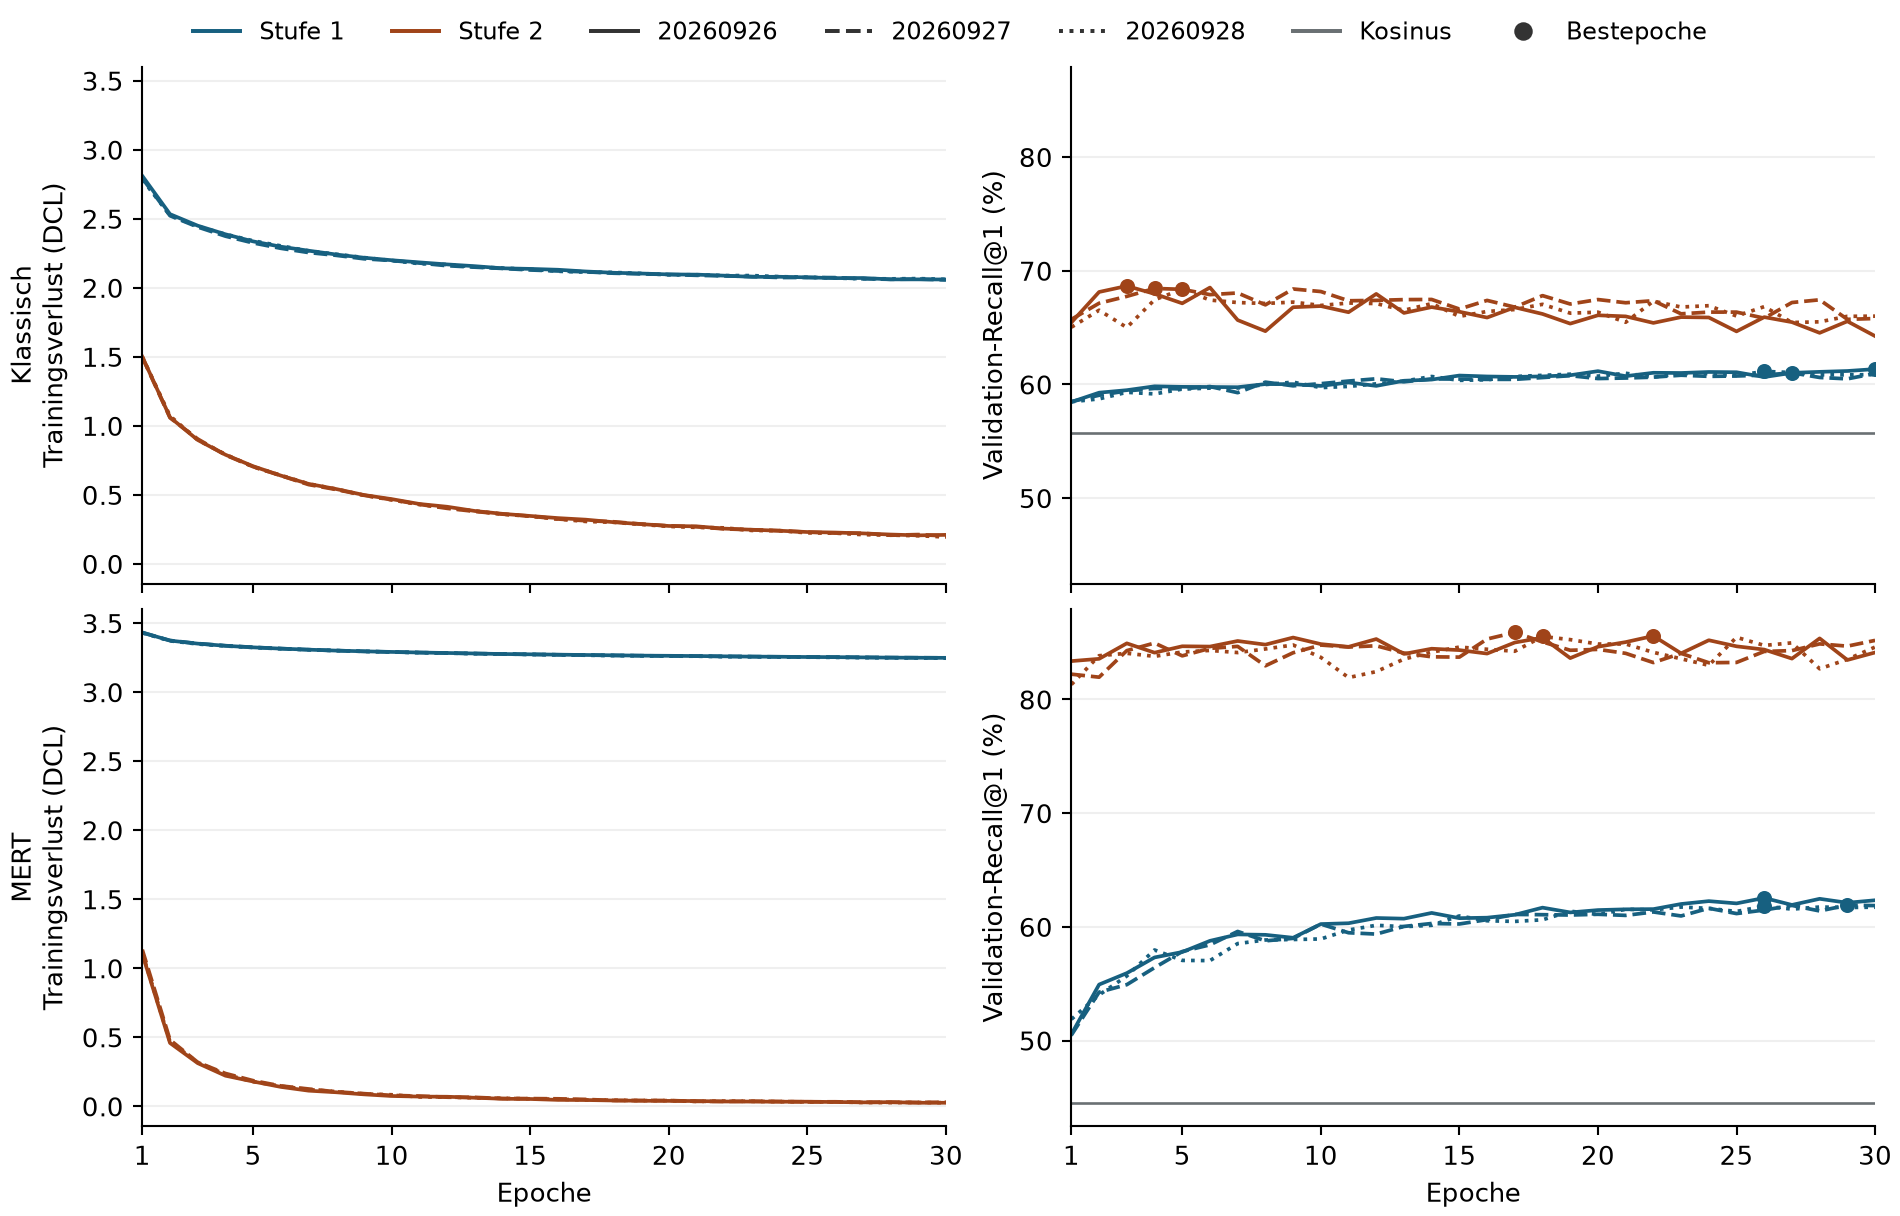 Stufe 1 Stufe 2 20260926 20260927 20260928 Kosinus Bestepoche
Klassisch
Trainingsverlust (DCL)
3.5
3.0
2.5
2.0
1.5
1.0
0.5
0.0
Validation-Recall@1 (%)
80
70
60
50
MERT
Trainingsverlust (DCL)
3.5
3.0
2.5
2.0
1.5
1.0
0.5
0.0
1 5 10 15 20 25 30
Epoche
Validation-Recall@1 (%)
80
70
60
50
1 5 10 15 20 25 30
Epoche